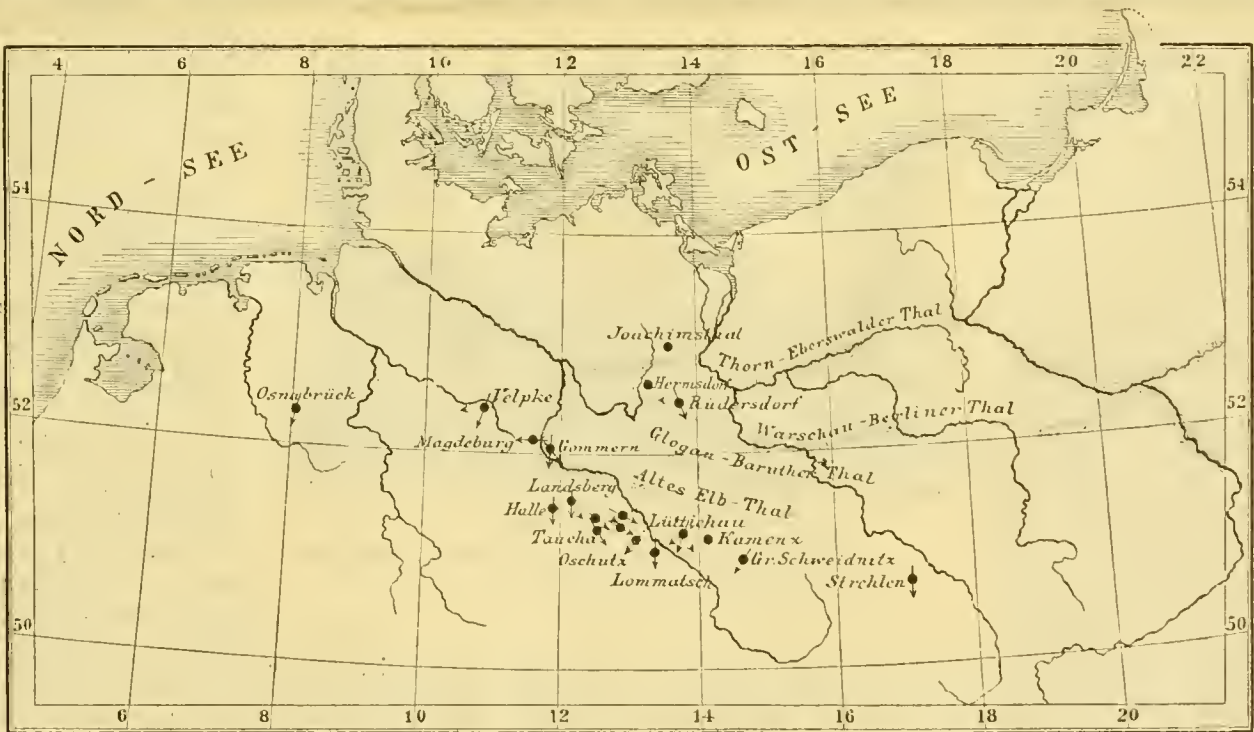 4 6 8 10 12 14 16 18 20 22
NORD-SEE
OST-SEE
54 54
Joachimsthal
Thorn-Eberswalder Thal
Hermsdorf
Rüdersdorf
Osnabrück
Velpke
52 52
Warschau-Berliner Thal
Magdeburg
Gommern
Glogau-Baruther Thal
Altes Elb-Thal
Landsberg
Halle
Lüttichau
Taucha
Kamenz
Oschatz
Gr. Schweidnitz
Lommatsch
Strehlen
50 50
6 8 10 12 14 16 18 20